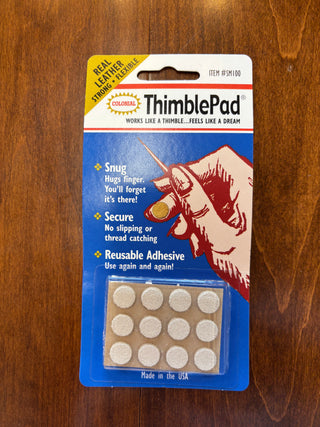 REAL
LEATHER
STRONG • FLEXIBLE
ITEM #SM100
COLONIAL
ThimblePad®
WORKS LIKE A THIMBLE...FEELS LIKE A DREAM
Snug
Hugs finger.
You'll forget
it's there!
Secure
No slipping or
thread catching
Reusable Adhesive
Use again and again!
Made in the USA